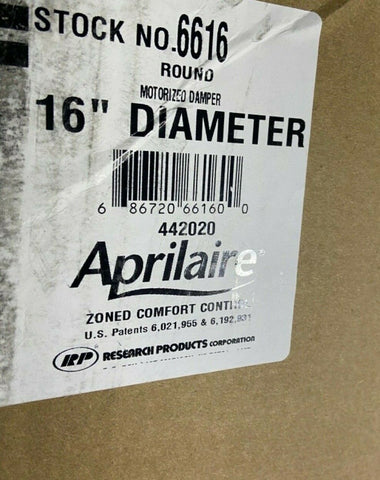 STOCK NO. 6616
ROUND
MOTORIZED DAMPER
16" DIAMETER
6 86720 66160 0
442020
Aprilaire®
ZONED COMFORT CONTROL
U.S. Patents 6,021,955 & 6,192,931
RP RESEARCH PRODUCTS CORPORATION